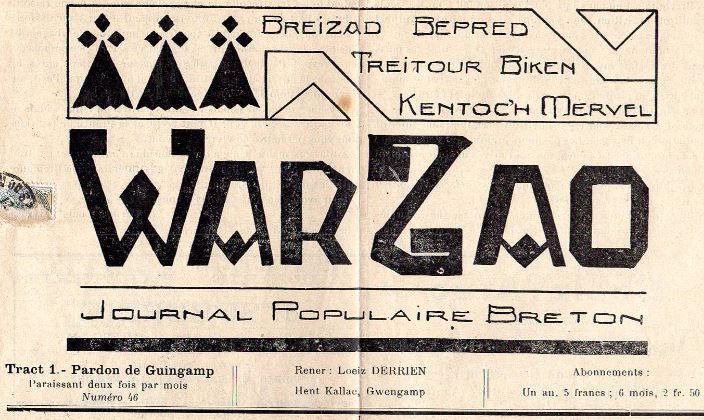 Breizad Bepred
Treitour Biken
Kentoc'h Mervel
War Zao
Journal Populaire Breton
Tract 1.- Pardon de Guingamp
Paraissant deux fois par mois
Numéro 46
Rener : Loeiz DERRIEN
Hent Kallac, Gwengamp
Abonnements :
Un an, 5 francs ; 6 mois, 2 fr. 50